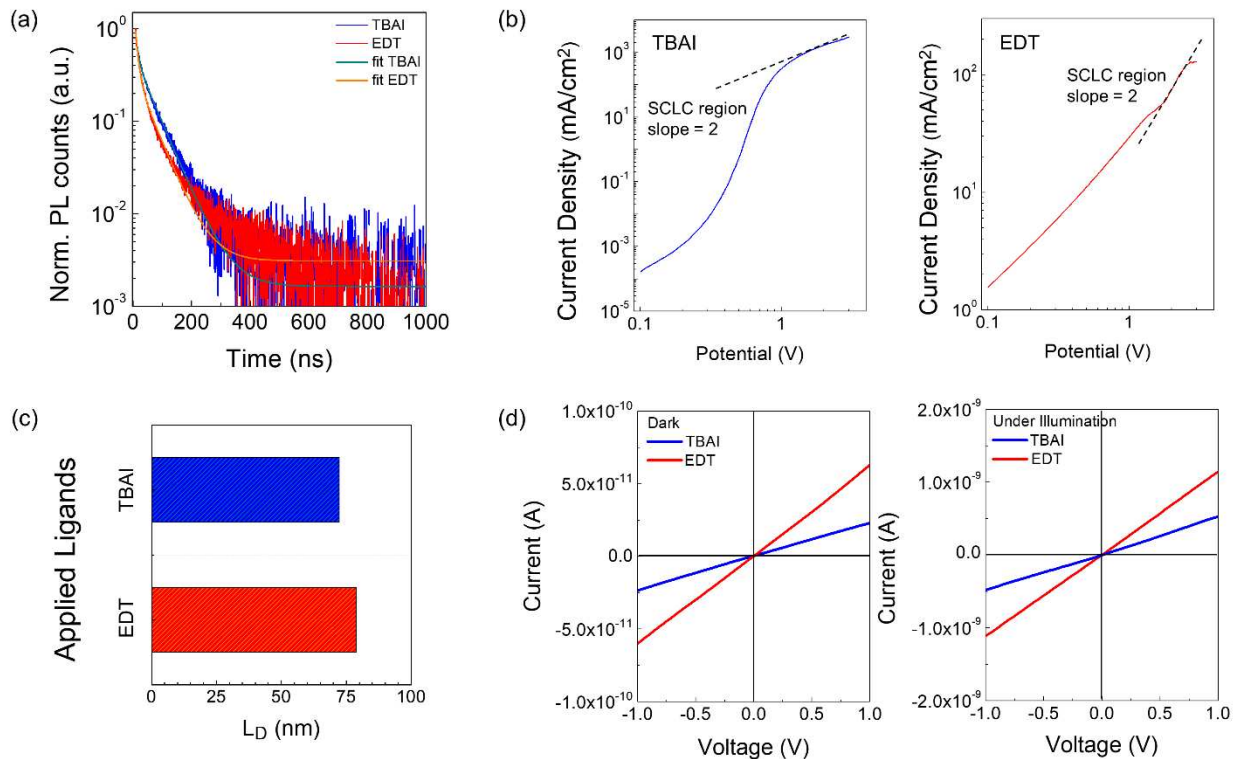 (a)
TBAI
EDT
fit TBAI
fit EDT
10⁰
10⁻¹
10⁻²
10⁻³
Norm. PL counts (a.u.)
0 200 400 600 800 1000
Time (ns)
(b)
TBAI
SCLC region
slope = 2
10³
10¹
10⁻¹
10⁻³
10⁻⁵
Current Density (mA/cm²)
0.1 1
Potential (V)
EDT
SCLC region
slope = 2
10²
10¹
10⁰
Current Density (mA/cm²)
0.1 1
Potential (V)
(c)
Applied Ligands
TBAI
EDT
0 25 50 75 100
L_D (nm)
(d)
Dark
TBAI
EDT
1.0x10⁻¹⁰
5.0x10⁻¹¹
0.0
-5.0x10⁻¹¹
-1.0x10⁻¹⁰
Current (A)
-1.0 -0.5 0.0 0.5 1.0
Voltage (V)
Under Illumination
TBAI
EDT
2.0x10⁻⁹
1.0x10⁻⁹
0.0
-1.0x10⁻⁹
-2.0x10⁻⁹
Current (A)
-1.0 -0.5 0.0 0.5 1.0
Voltage (V)